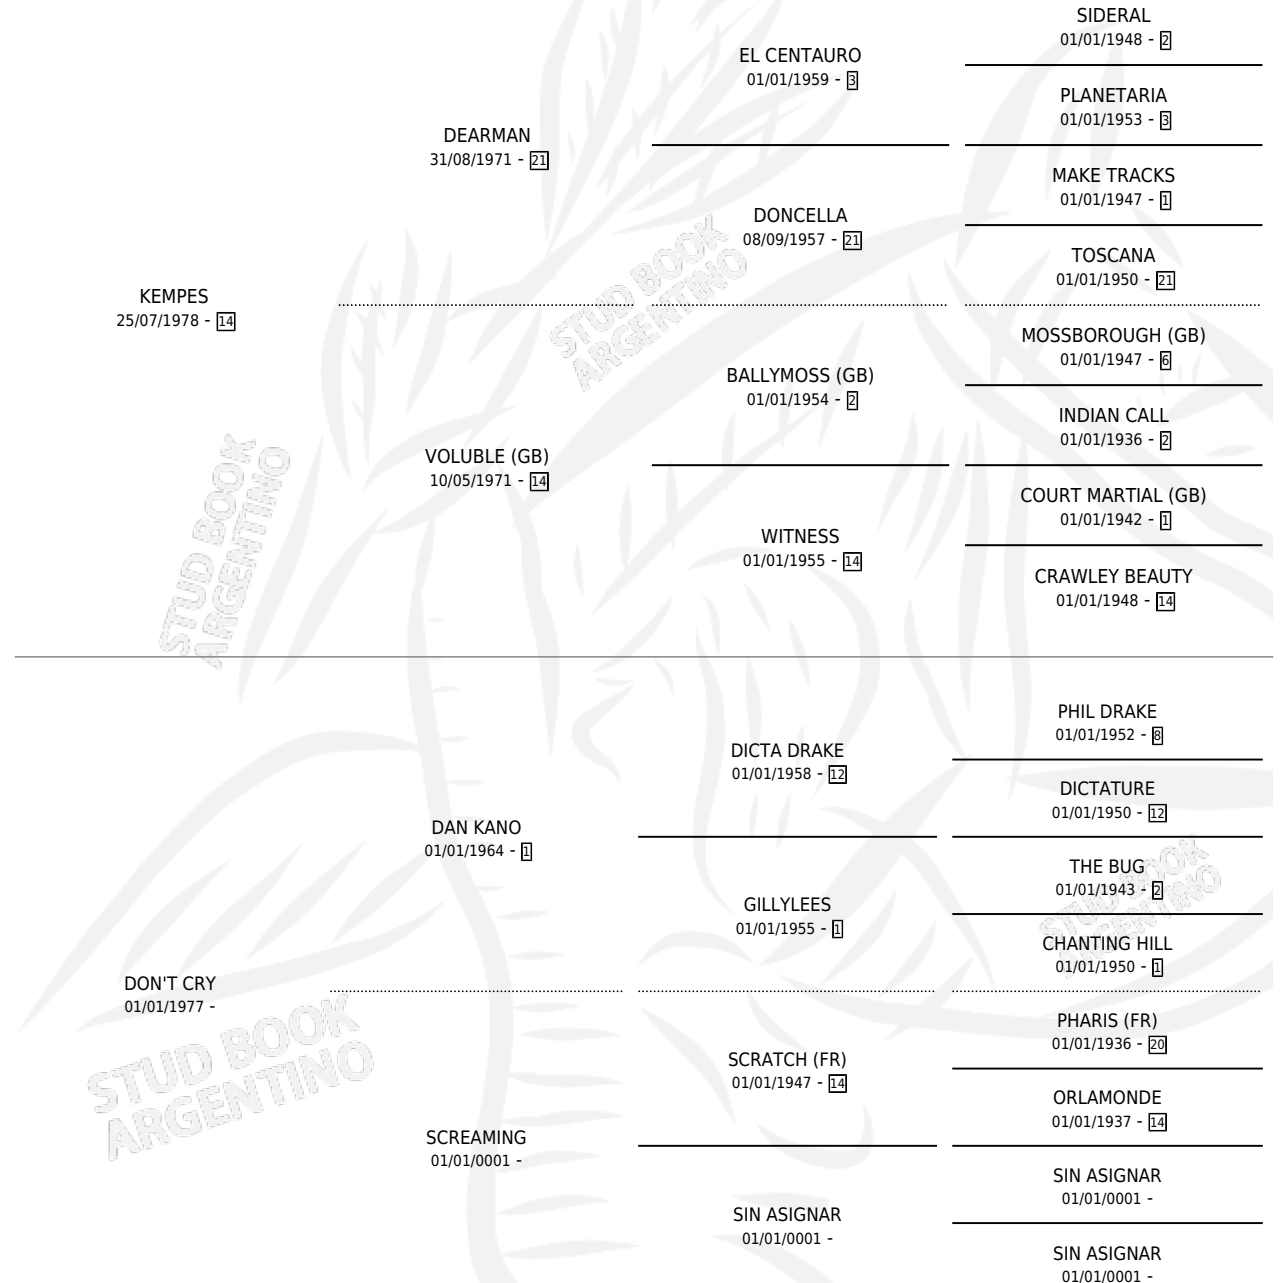 SIDERAL
01/01/1948 - 2
EL CENTAURO
01/01/1959 - 3
PLANETARIA
01/01/1953 - 3
DEARMAN
31/08/1971 - 21
MAKE TRACKS
01/01/1947 - 1
DONCELLA
08/09/1957 - 21
TOSCANA
01/01/1950 - 21
KEMPES
25/07/1978 - 14
MOSSBOROUGH (GB)
01/01/1947 - 6
BALLYMOSS (GB)
01/01/1954 - 2
INDIAN CALL
01/01/1936 - 2
VOLUBLE (GB)
10/05/1971 - 14
COURT MARTIAL (GB)
01/01/1942 - 1
WITNESS
01/01/1955 - 14
CRAWLEY BEAUTY
01/01/1948 - 14
PHIL DRAKE
01/01/1952 - 8
DICTA DRAKE
01/01/1958 - 12
DICTATURE
01/01/1950 - 12
DAN KANO
01/01/1964 - 1
THE BUG
01/01/1943 - 2
GILLYLEES
01/01/1955 - 1
CHANTING HILL
01/01/1950 - 1
DON'T CRY
01/01/1977 -
PHARIS (FR)
01/01/1936 - 20
SCRATCH (FR)
01/01/1947 - 14
ORLAMONDE
01/01/1937 - 14
SCREAMING
01/01/0001 -
SIN ASIGNAR
01/01/0001 -
SIN ASIGNAR
01/01/0001 -
SIN ASIGNAR
01/01/0001 -
STUD BOOK
ARGENTINO
STUD BOOK
ARGENTINO
STUD BOOK
ARGENTINO
STUD BOOK
ARGENTINO